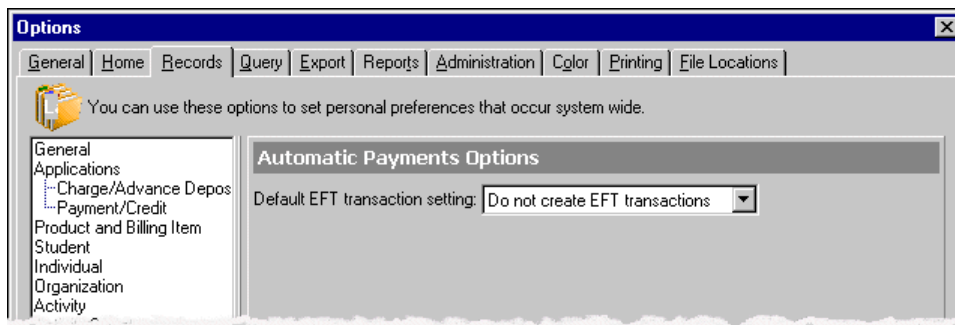 Options
General Home Records Query Export Reports Administration Color Printing File Locations
You can use these options to set personal preferences that occur system wide.
General
Applications
Charge/Advance Depos
Payment/Credit
Product and Billing Item
Student
Individual
Organization
Activity
Automatic Payments Options
Default EFT transaction setting: Do not create EFT transactions